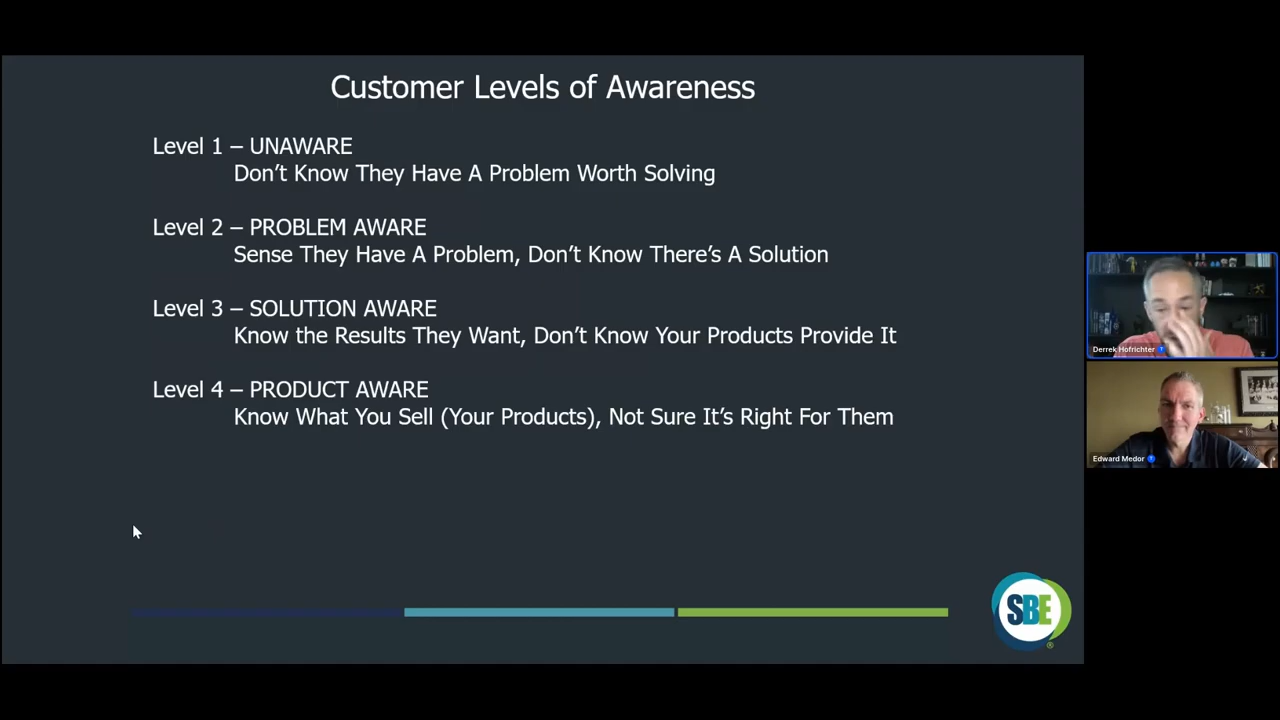 Customer Levels of Awareness
Level 1 – UNAWARE
Don't Know They Have A Problem Worth Solving
Level 2 – PROBLEM AWARE
Sense They Have A Problem, Don't Know There's A Solution
Level 3 – SOLUTION AWARE
Know the Results They Want, Don't Know Your Products Provide It
Level 4 – PRODUCT AWARE
Know What You Sell (Your Products), Not Sure It's Right For Them
SBE
®
Derrek Hofrichter
Edward Medor